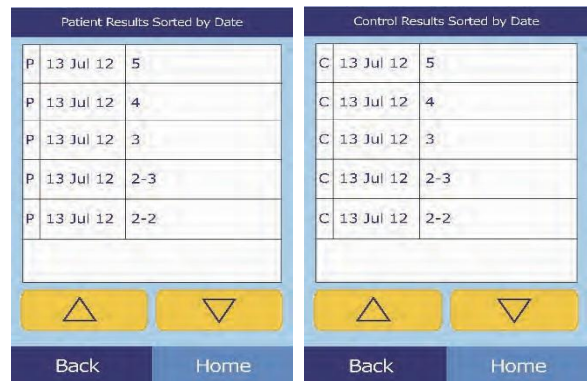 Patient Results Sorted by Date
P 13 Jul 12 5
P 13 Jul 12 4
P 13 Jul 12 3
P 13 Jul 12 2-3
P 13 Jul 12 2-2
Back Home
Control Results Sorted by Date
C 13 Jul 12 5
C 13 Jul 12 4
C 13 Jul 12 3
C 13 Jul 12 2-3
C 13 Jul 12 2-2
Back Home